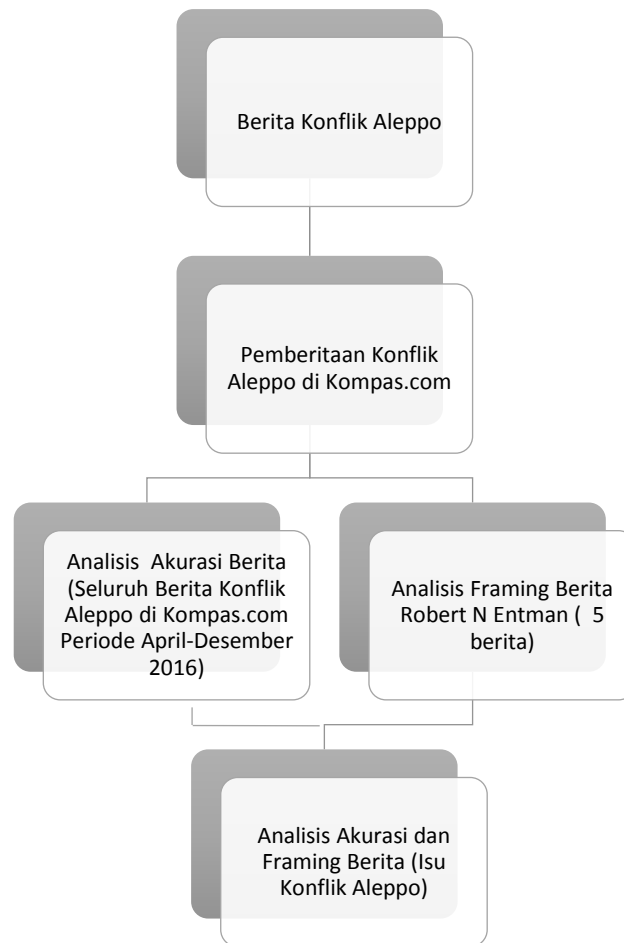 Berita Konflik Aleppo
Pemberitaan Konflik
Aleppo di Kompas.com
Analisis  Akurasi Berita
(Seluruh Berita Konflik
Aleppo di Kompas.com
Periode April-Desember
2016)
Analisis Framing Berita
Robert N Entman (  5
berita)
Analisis Akurasi dan
Framing Berita (Isu
Konflik Aleppo)